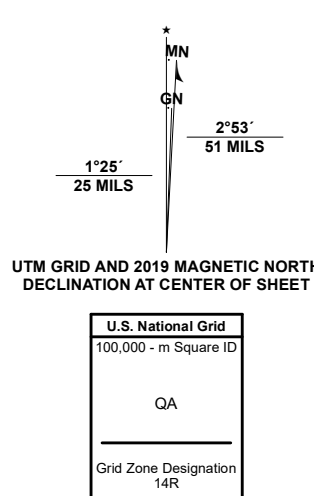 ★
MN
GN
2°53´
51 MILS
1°25´
25 MILS
UTM GRID AND 2019 MAGNETIC NORTH
DECLINATION AT CENTER OF SHEET
U.S. National Grid
100,000 - m Square ID
QA
Grid Zone Designation
14R